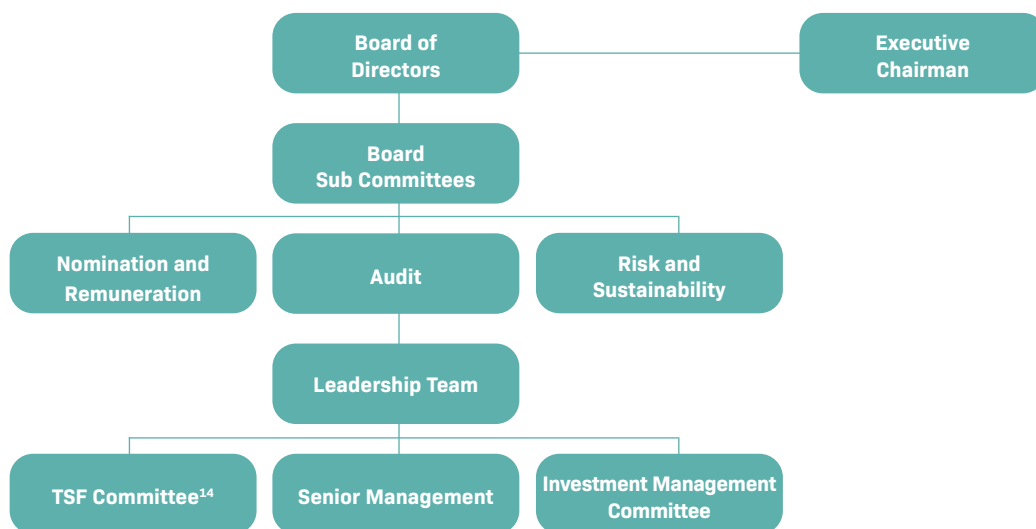 Board of
Directors
Executive
Chairman
Board
Sub Committees
Nomination and
Remuneration
Audit
Risk and
Sustainability
Leadership Team
TSF Committee¹⁴
Senior Management
Investment Management
Committee